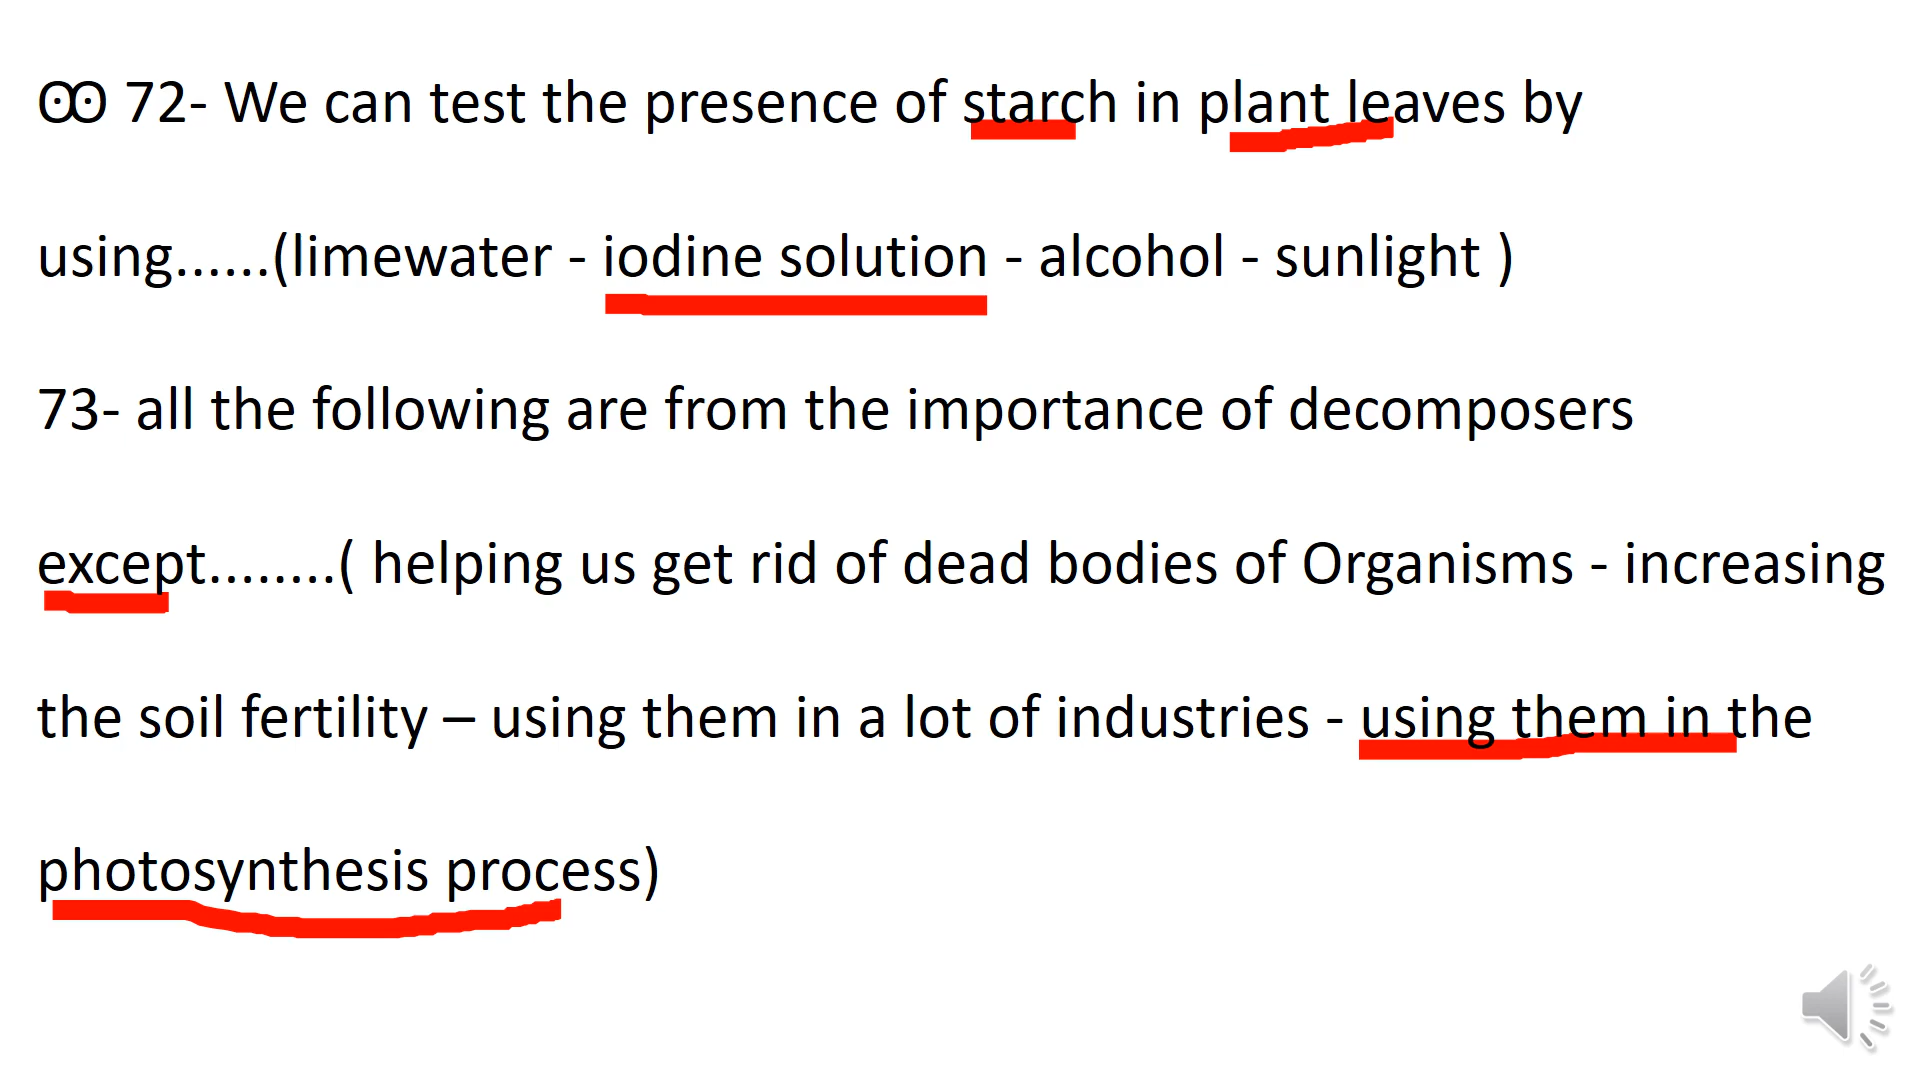 ꙭ 72- We can test the presence of starch in plant leaves by
using......(limewater - iodine solution - alcohol - sunlight )
73- all the following are from the importance of decomposers
except........( helping us get rid of dead bodies of Organisms - increasing
the soil fertility – using them in a lot of industries - using them in the
photosynthesis process)